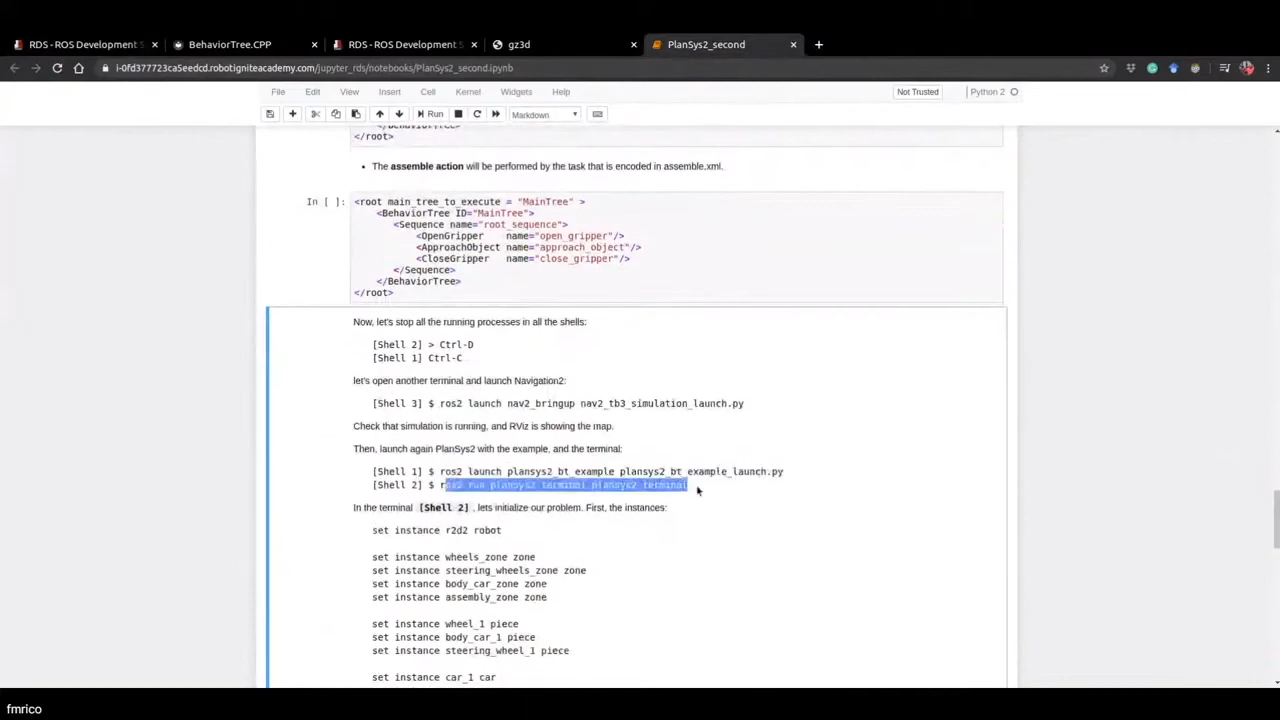 RDS - ROS Development S
BehaviorTree.CPP
RDS - ROS Development S
gz3d
PlanSys2_second
i-0fd377723ca5eedcd.robotigniteacademy.com/jupyter_rds/notebooks/PlanSys2_second.ipynb
File Edit View Insert Cell Kernel Widgets Help
Not Trusted
Python 2
Run
Markdown
</root>
• The assemble action will be performed by the task that is encoded in assemble.xml.
In [ ]:
<root main_tree_to_execute = "MainTree" >
<BehaviorTree ID="MainTree">
<Sequence name="root_sequence">
<OpenGripper name="open_gripper"/>
<ApproachObject name="approach_object"/>
<CloseGripper name="close_gripper"/>
</Sequence>
</BehaviorTree>
</root>
Now, let's stop all the running processes in all the shells:
[Shell 2] > Ctrl-D
[Shell 1] Ctrl-C
let's open another terminal and launch Navigation2:
[Shell 3] $ ros2 launch nav2_bringup nav2_tb3_simulation_launch.py
Check that simulation is running, and RViz is showing the map.
Then, launch again PlanSys2 with the example, and the terminal:
[Shell 1] $ ros2 launch plansys2_bt_example plansys2_bt_example_launch.py
[Shell 2] $ ros2 run plansys2_terminal plansys2_terminal
In the terminal [Shell 2], lets initialize our problem. First, the instances:
set instance r2d2 robot
set instance wheels_zone zone
set instance steering_wheels_zone zone
set instance body_car_zone zone
set instance assembly_zone zone
set instance wheel_1 piece
set instance body_car_1 piece
set instance steering_wheel_1 piece
set instance car_1 car
fmrico